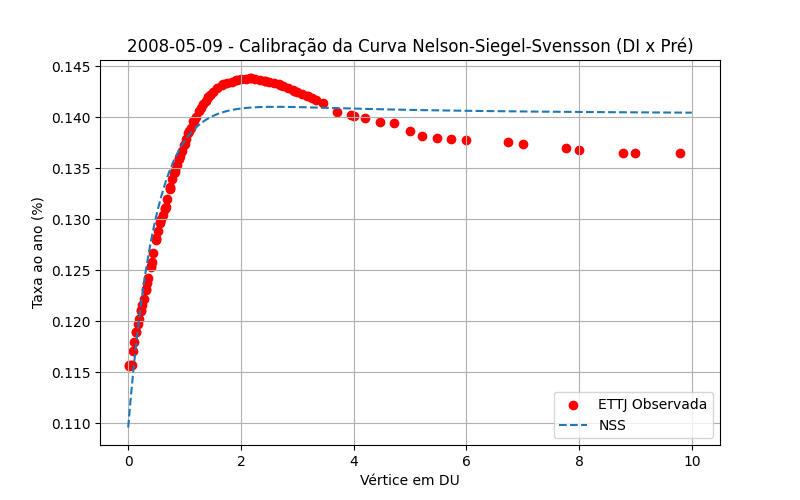 2008-05-09 - Calibração da Curva Nelson-Siegel-Svensson (DI x Pré)
0.145
0.140
0.135
0.130
0.125
0.120
0.115
0.110
Taxa ao ano (%)
ETTJ Observada
NSS
0 2 4 6 8 10
Vértice em DU